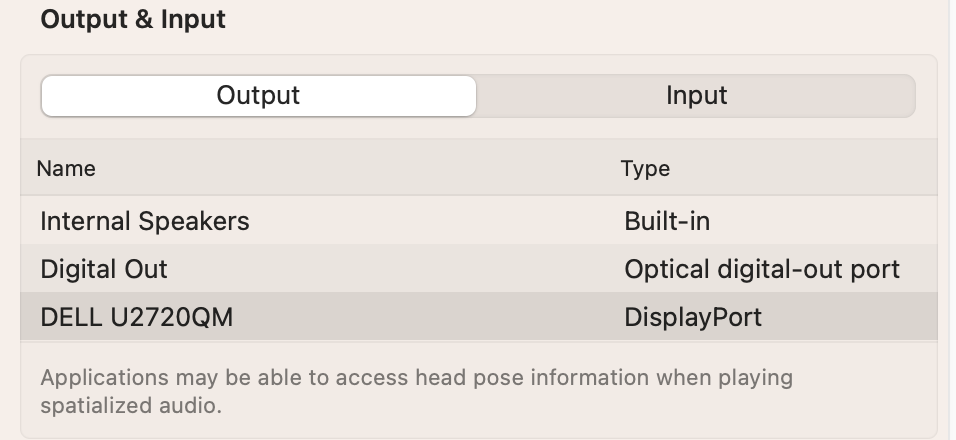 Output & Input
Output Input
Name Type
Internal Speakers Built-in
Digital Out Optical digital-out port
DELL U2720QM DisplayPort
Applications may be able to access head pose information when playing
spatialized audio.